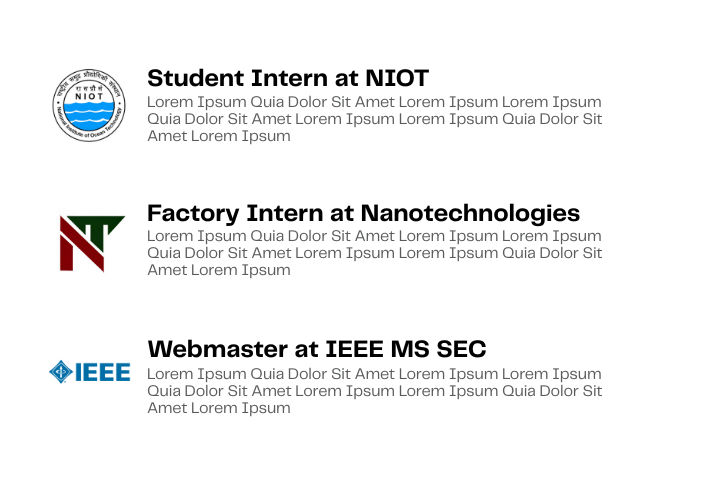 राष्ट्रीय समुद्र प्रौद्योगिकी संस्थान
रा स प्रौ सं
NIOT
National Institute of Ocean Technology
Student Intern at NIOT
Lorem Ipsum Quia Dolor Sit Amet Lorem Ipsum Lorem Ipsum
Quia Dolor Sit Amet Lorem Ipsum Lorem Ipsum Quia Dolor Sit
Amet Lorem Ipsum
NT
Factory Intern at Nanotechnologies
Lorem Ipsum Quia Dolor Sit Amet Lorem Ipsum Lorem Ipsum
Quia Dolor Sit Amet Lorem Ipsum Lorem Ipsum Quia Dolor Sit
Amet Lorem Ipsum
IEEE
Webmaster at IEEE MS SEC
Lorem Ipsum Quia Dolor Sit Amet Lorem Ipsum Lorem Ipsum
Quia Dolor Sit Amet Lorem Ipsum Lorem Ipsum Quia Dolor Sit
Amet Lorem Ipsum